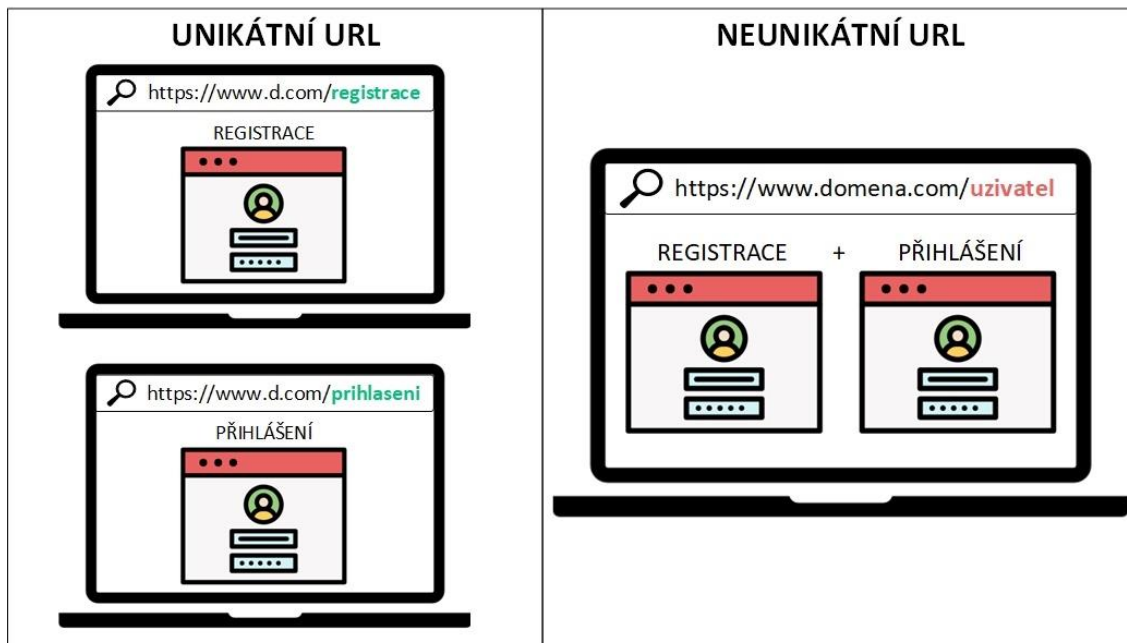 UNIKÁTNÍ URL
https://www.d.com/registrace
REGISTRACE
https://www.d.com/prihlaseni
PŘIHLÁŠENÍ
NEUNIKÁTNÍ URL
https://www.domena.com/uzivatel
REGISTRACE + PŘIHLÁŠENÍ